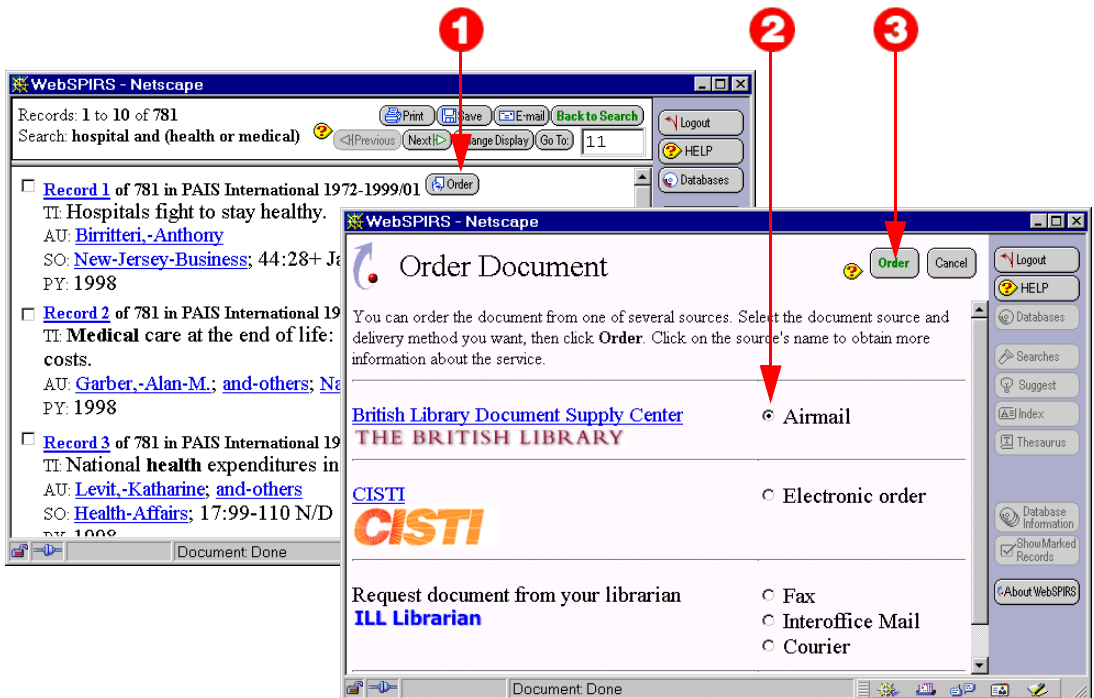 1 2 3
WebSPIRS - Netscape
Records: 1 to 10 of 781
Print Save E-mail Back to Search
Search: hospital and (health or medical)
Previous Next Change Display Go To: 11
Logout
HELP
Databases
Record 1 of 781 in PAIS International 1972-1999/01 Order
TI: Hospitals fight to stay healthy.
AU: Birritteri,-Anthony
SO: New-Jersey-Business; 44:28+
PY: 1998
Record 2 of 781 in PAIS International 19
TI: Medical care at the end of life:
costs.
AU: Garber,-Alan-M.; and-others;
PY: 1998
Record 3 of 781 in PAIS International 19
TI: National health expenditures in
AU: Levit,-Katharine; and-others
SO: Health-Affairs; 17:99-110 N/D
PY: 1998
Document: Done
WebSPIRS - Netscape
Order Document
Order Cancel
You can order the document from one of several sources. Select the document source and
delivery method you want, then click Order. Click on the source's name to obtain more
information about the service.
British Library Document Supply Center
THE BRITISH LIBRARY
Airmail
CISTI
CISTI
Electronic order
Request document from your librarian
ILL Librarian
Fax
Interoffice Mail
Courier
Logout
HELP
Databases
Searches
Suggest
Index
Thesaurus
Database
Information
Show Marked
Records
About WebSPIRS
Document: Done